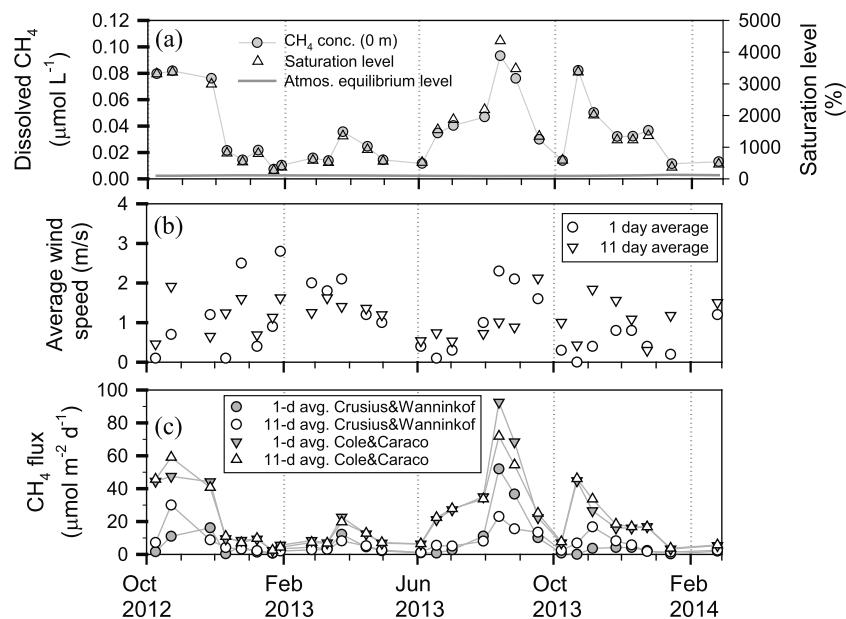 0.12
0.10
0.08
0.06
0.04
0.02
0.00
Dissolved CH4
(μmol L-1)
(a)
CH4 conc. (0 m)
Saturation level
Atmos. equilibrium level
5000
4000
3000
2000
1000
0
Saturation level
(%)
4
3
2
1
0
Average wind
speed (m/s)
(b)
1 day average
11 day average
100
80
60
40
20
0
CH4 flux
(μmol m-2 d-1)
(c)
1-d avg. Crusius&Wanninkof
11-d avg. Crusius&Wanninkof
1-d avg. Cole&Caraco
11-d avg. Cole&Caraco
Oct Feb Jun Oct Feb
2012 2013 2013 2013 2014